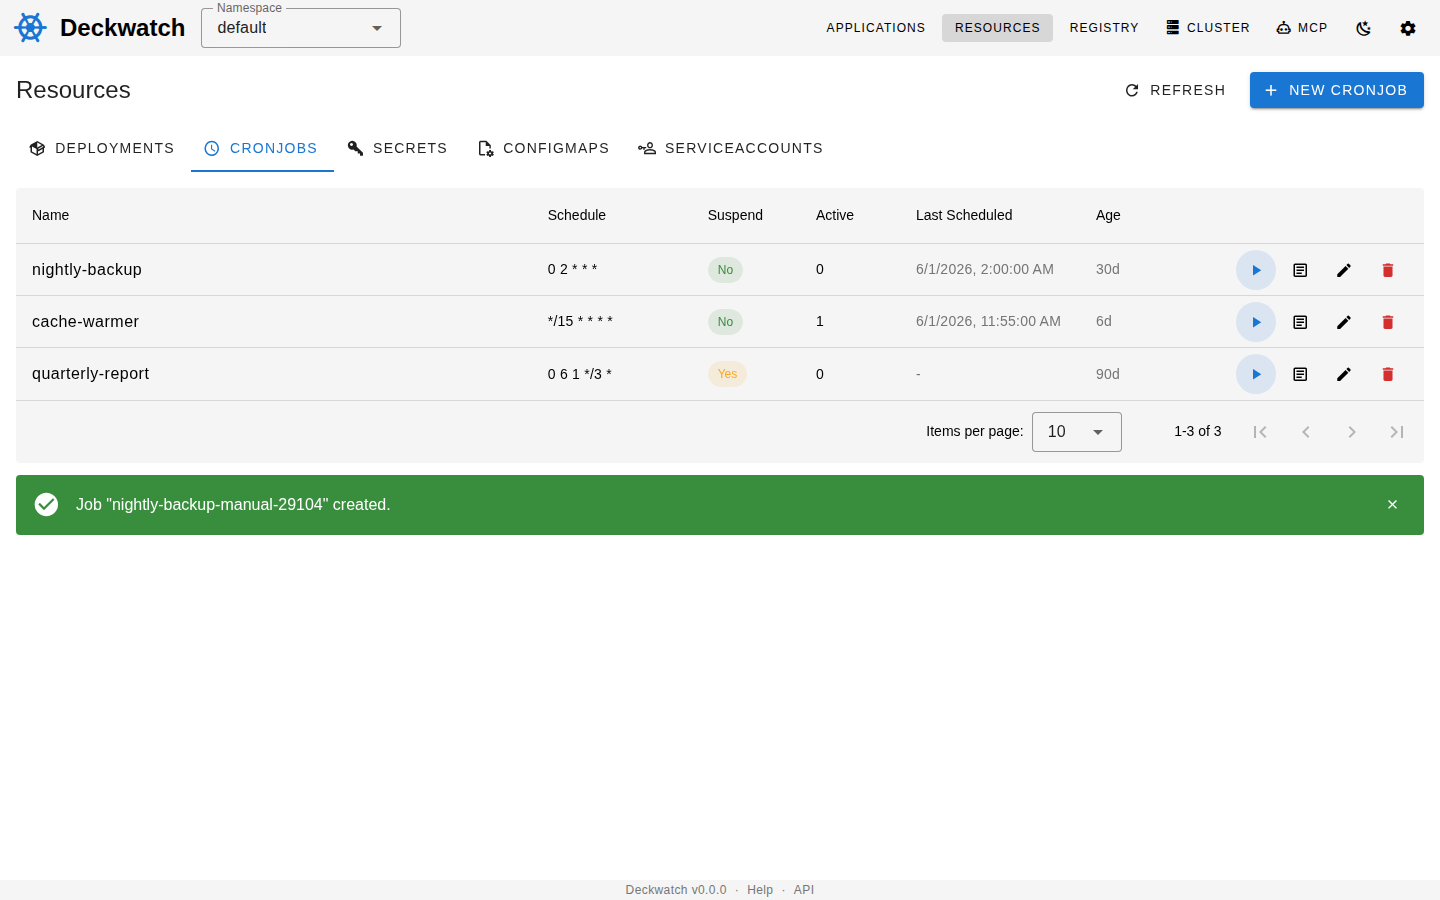 Deckwatch
Namespace
default
APPLICATIONS
RESOURCES
REGISTRY
CLUSTER
MCP
Resources
REFRESH
NEW CRONJOB
DEPLOYMENTS
CRONJOBS
SECRETS
CONFIGMAPS
SERVICEACCOUNTS
Name Schedule Suspend Active Last Scheduled Age
nightly-backup 0 2 * * * No 0 6/1/2026, 2:00:00 AM 30d
cache-warmer */15 * * * * No 1 6/1/2026, 11:55:00 AM 6d
quarterly-report 0 6 1 */3 * Yes 0 - 90d
Items per page: 10 1-3 of 3
Job "nightly-backup-manual-29104" created.
Deckwatch v0.0.0 · Help · API